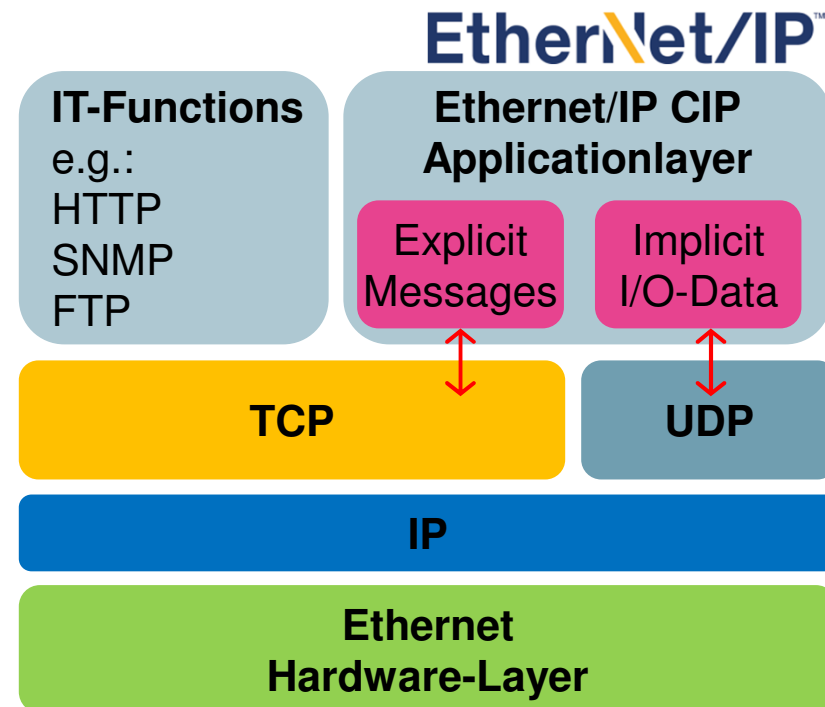 EtherNet/IP™
IT-Functions
e.g.:
HTTP
SNMP
FTP
Ethernet/IP CIP
Applicationlayer
Explicit
Messages
Implicit
I/O-Data
TCP
UDP
IP
Ethernet
Hardware-Layer